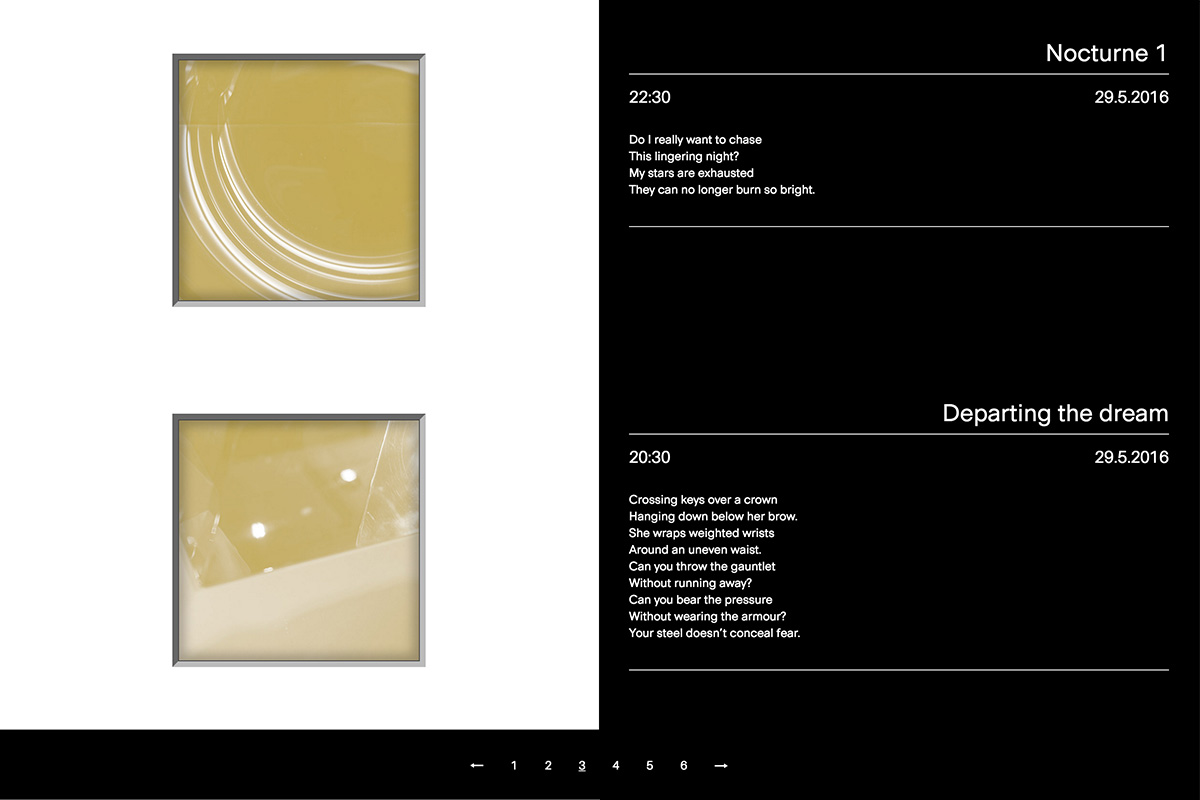 Nocturne 1
22:30 29.5.2016
Do I really want to chase
This lingering night?
My stars are exhausted
They can no longer burn so bright.
Departing the dream
20:30 29.5.2016
Crossing keys over a crown
Hanging down below her brow.
She wraps weighted wrists
Around an uneven waist.
Can you throw the gauntlet
Without running away?
Can you bear the pressure
Without wearing the armour?
Your steel doesn’t conceal fear.
← 1 2 3 4 5 6 →